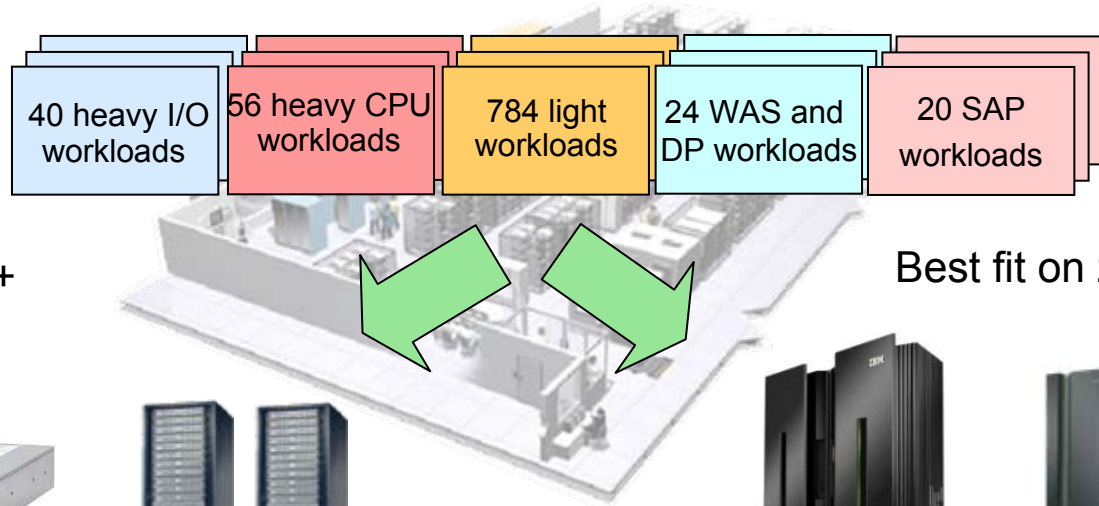 40 heavy I/O
workloads
56 heavy CPU
workloads
784 light
workloads
24 WAS and
DP workloads
20 SAP
workloads
+
Best fit on
IBM